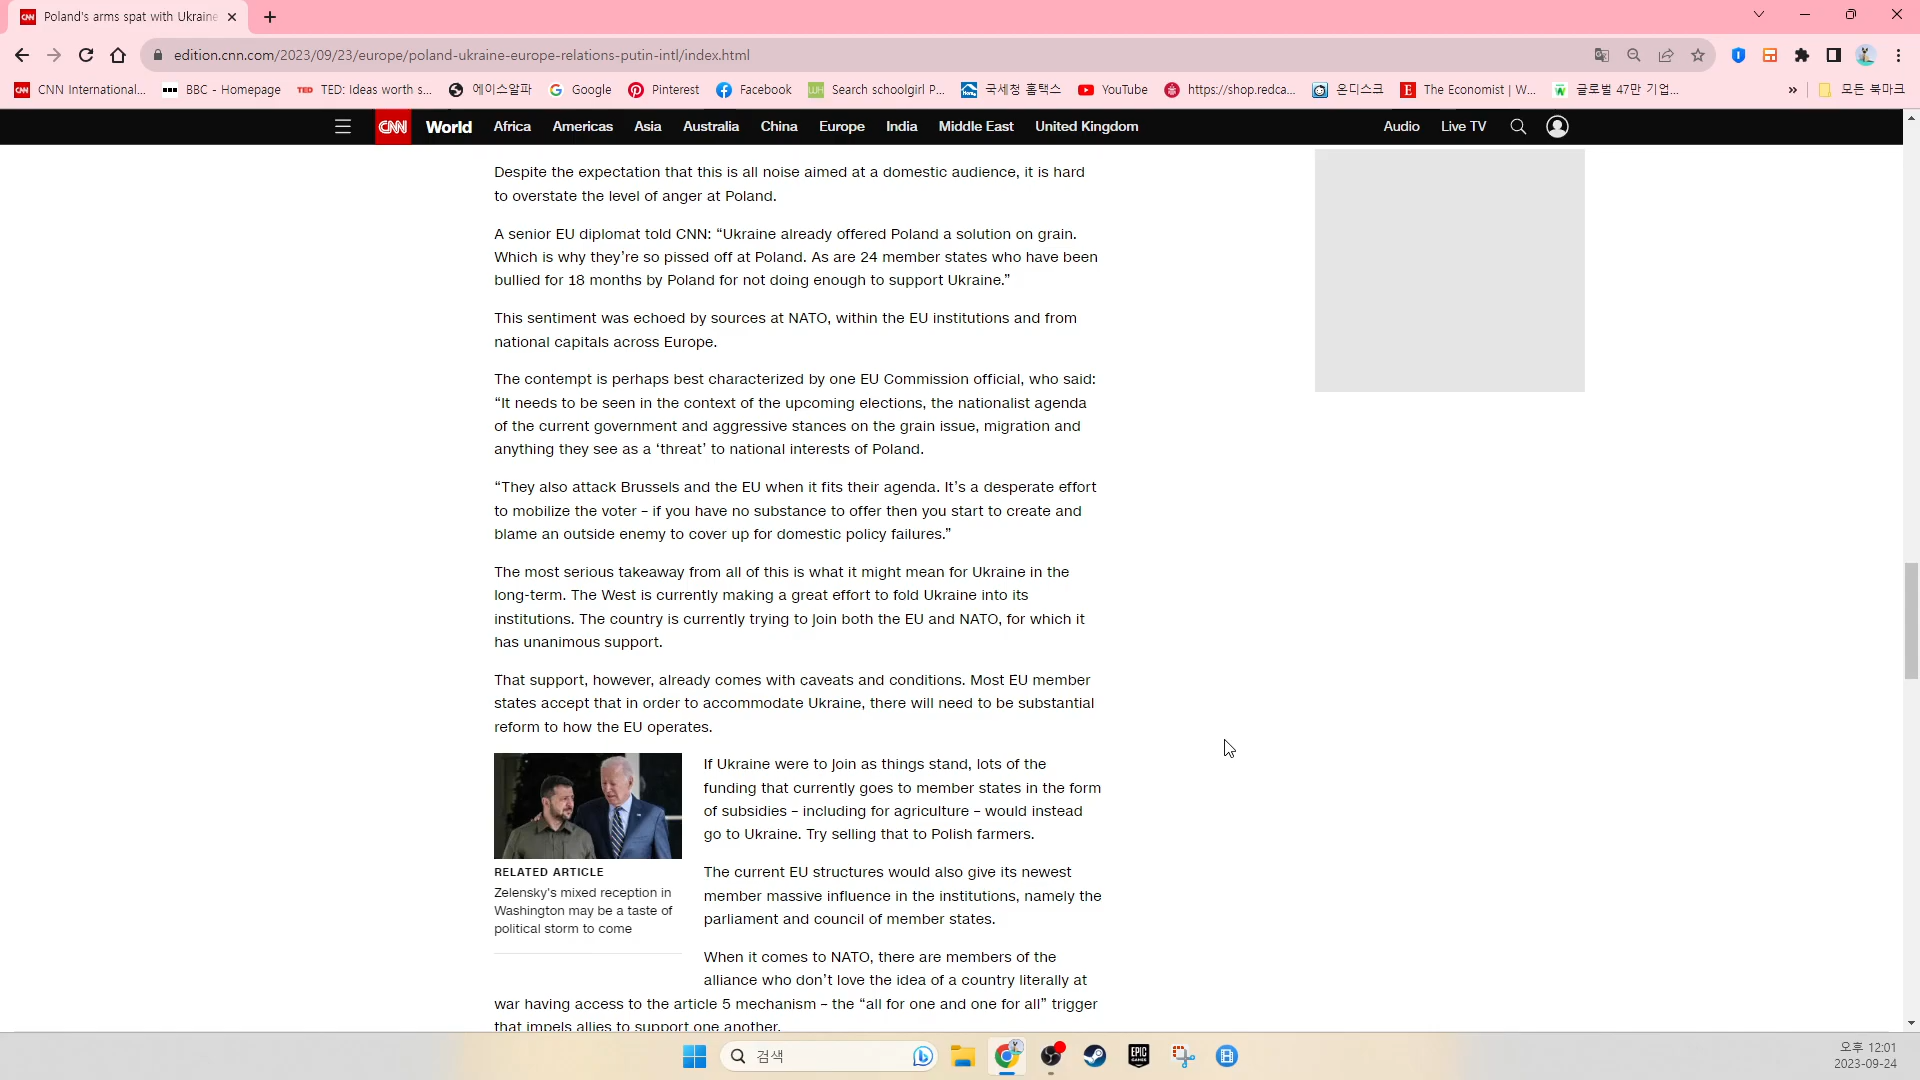 Poland's arms spat with Ukraine
edition.cnn.com/2023/09/23/europe/poland-ukraine-europe-relations-putin-intl/index.html
CNN International...
BBC - Homepage
TED: Ideas worth s...
에이스알파
Google
Pinterest
Facebook
Search schoolgirl P...
국세청 홈택스
YouTube
https://shop.redca...
온디스크
The Economist | W...
글로벌 47만 기업...
»
모든 북마크
CNN World Africa Americas Asia Australia China Europe India Middle East United Kingdom Audio Live TV
Despite the expectation that this is all noise aimed at a domestic audience, it is hard
to overstate the level of anger at Poland.
A senior EU diplomat told CNN: “Ukraine already offered Poland a solution on grain.
Which is why they’re so pissed off at Poland. As are 24 member states who have been
bullied for 18 months by Poland for not doing enough to support Ukraine.”
This sentiment was echoed by sources at NATO, within the EU institutions and from
national capitals across Europe.
The contempt is perhaps best characterized by one EU Commission official, who said:
“It needs to be seen in the context of the upcoming elections, the nationalist agenda
of the current government and aggressive stances on the grain issue, migration and
anything they see as a ‘threat’ to national interests of Poland.
“They also attack Brussels and the EU when it fits their agenda. It’s a desperate effort
to mobilize the voter – if you have no substance to offer then you start to create and
blame an outside enemy to cover up for domestic policy failures.”
The most serious takeaway from all of this is what it might mean for Ukraine in the
long-term. The West is currently making a great effort to fold Ukraine into its
institutions. The country is currently trying to join both the EU and NATO, for which it
has unanimous support.
That support, however, already comes with caveats and conditions. Most EU member
states accept that in order to accommodate Ukraine, there will need to be substantial
reform to how the EU operates.
RELATED ARTICLE
Zelensky’s mixed reception in
Washington may be a taste of
political storm to come
If Ukraine were to join as things stand, lots of the
funding that currently goes to member states in the form
of subsidies – including for agriculture – would instead
go to Ukraine. Try selling that to Polish farmers.
The current EU structures would also give its newest
member massive influence in the institutions, namely the
parliament and council of member states.
When it comes to NATO, there are members of the
alliance who don’t love the idea of a country literally at
war having access to the article 5 mechanism – the “all for one and one for all” trigger
that impels allies to support one another.
검색
EPIC
GAMES
오후 12:01
2023-09-24